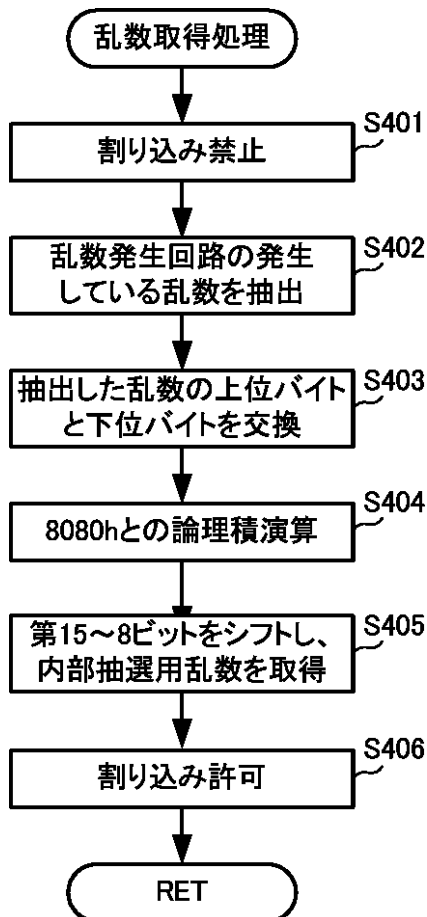 乱数取得処理
S401
割り込み禁止
S402
乱数発生回路の発生
している乱数を抽出
S403
抽出した乱数の上位バイト
と下位バイトを交換
S404
8080hとの論理積演算
S405
第15～8ビットをシフトし、
内部抽選用乱数を取得
S406
割り込み許可
RET